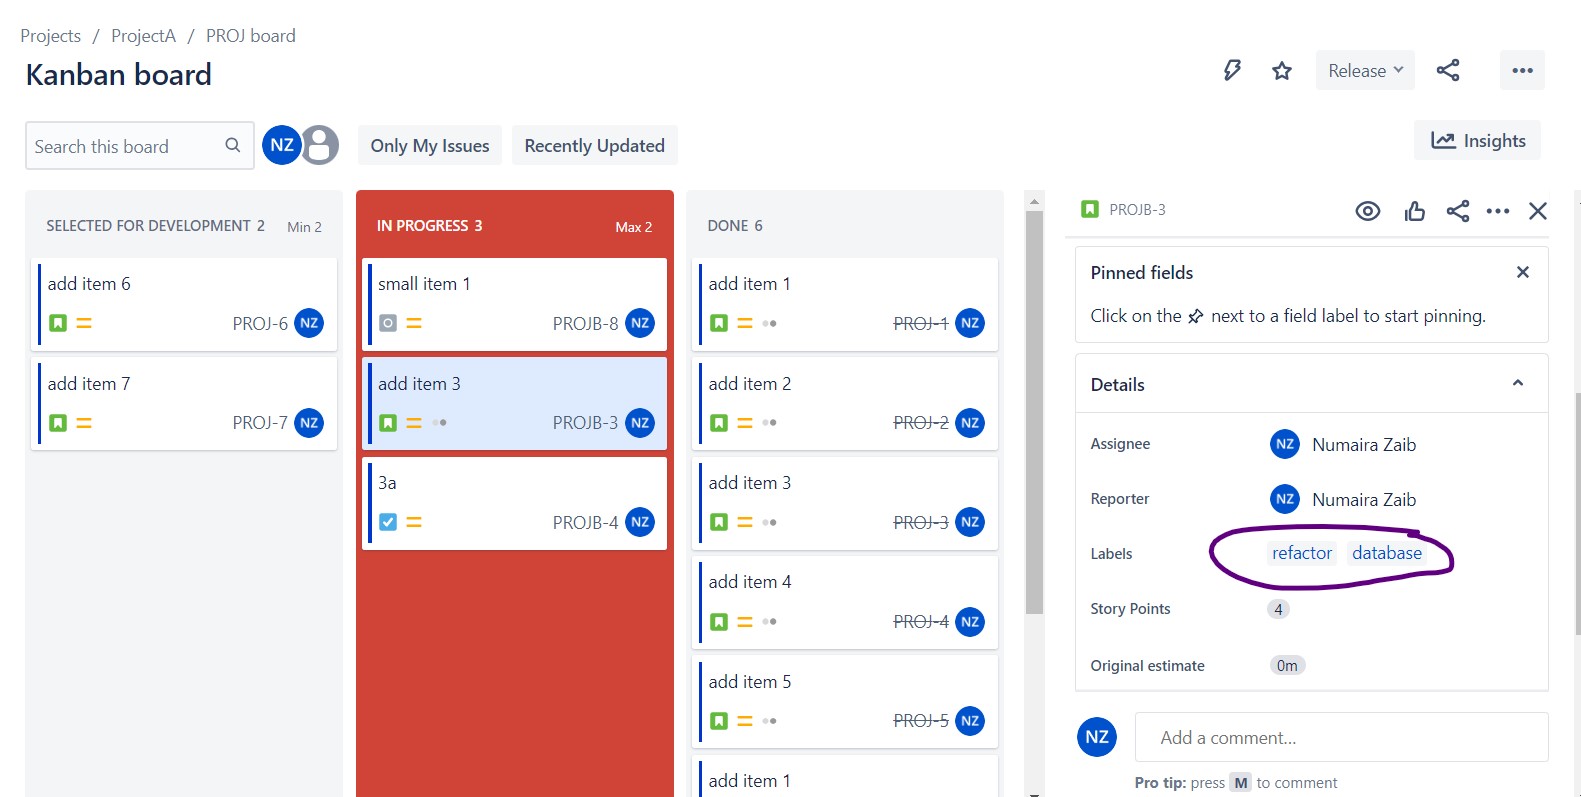 Projects / ProjectA / PROJ board
Kanban board
Release
Search this board
NZ
Only My Issues
Recently Updated
Insights
SELECTED FOR DEVELOPMENT 2 Min 2
add item 6
PROJ-6 NZ
add item 7
PROJ-7 NZ
IN PROGRESS 3 Max 2
small item 1
PROJB-8 NZ
add item 3
PROJB-3 NZ
3a
PROJB-4 NZ
DONE 6
add item 1
PROJ-1 NZ
add item 2
PROJ-2 NZ
add item 3
PROJ-3 NZ
add item 4
PROJ-4 NZ
add item 5
PROJ-5 NZ
add item 1
PROJB-3
Pinned fields
Click on the next to a field label to start pinning.
Details
Assignee NZ Numaira Zaib
Reporter NZ Numaira Zaib
Labels refactor database
Story Points 4
Original estimate 0m
NZ Add a comment...
Pro tip: press M to comment